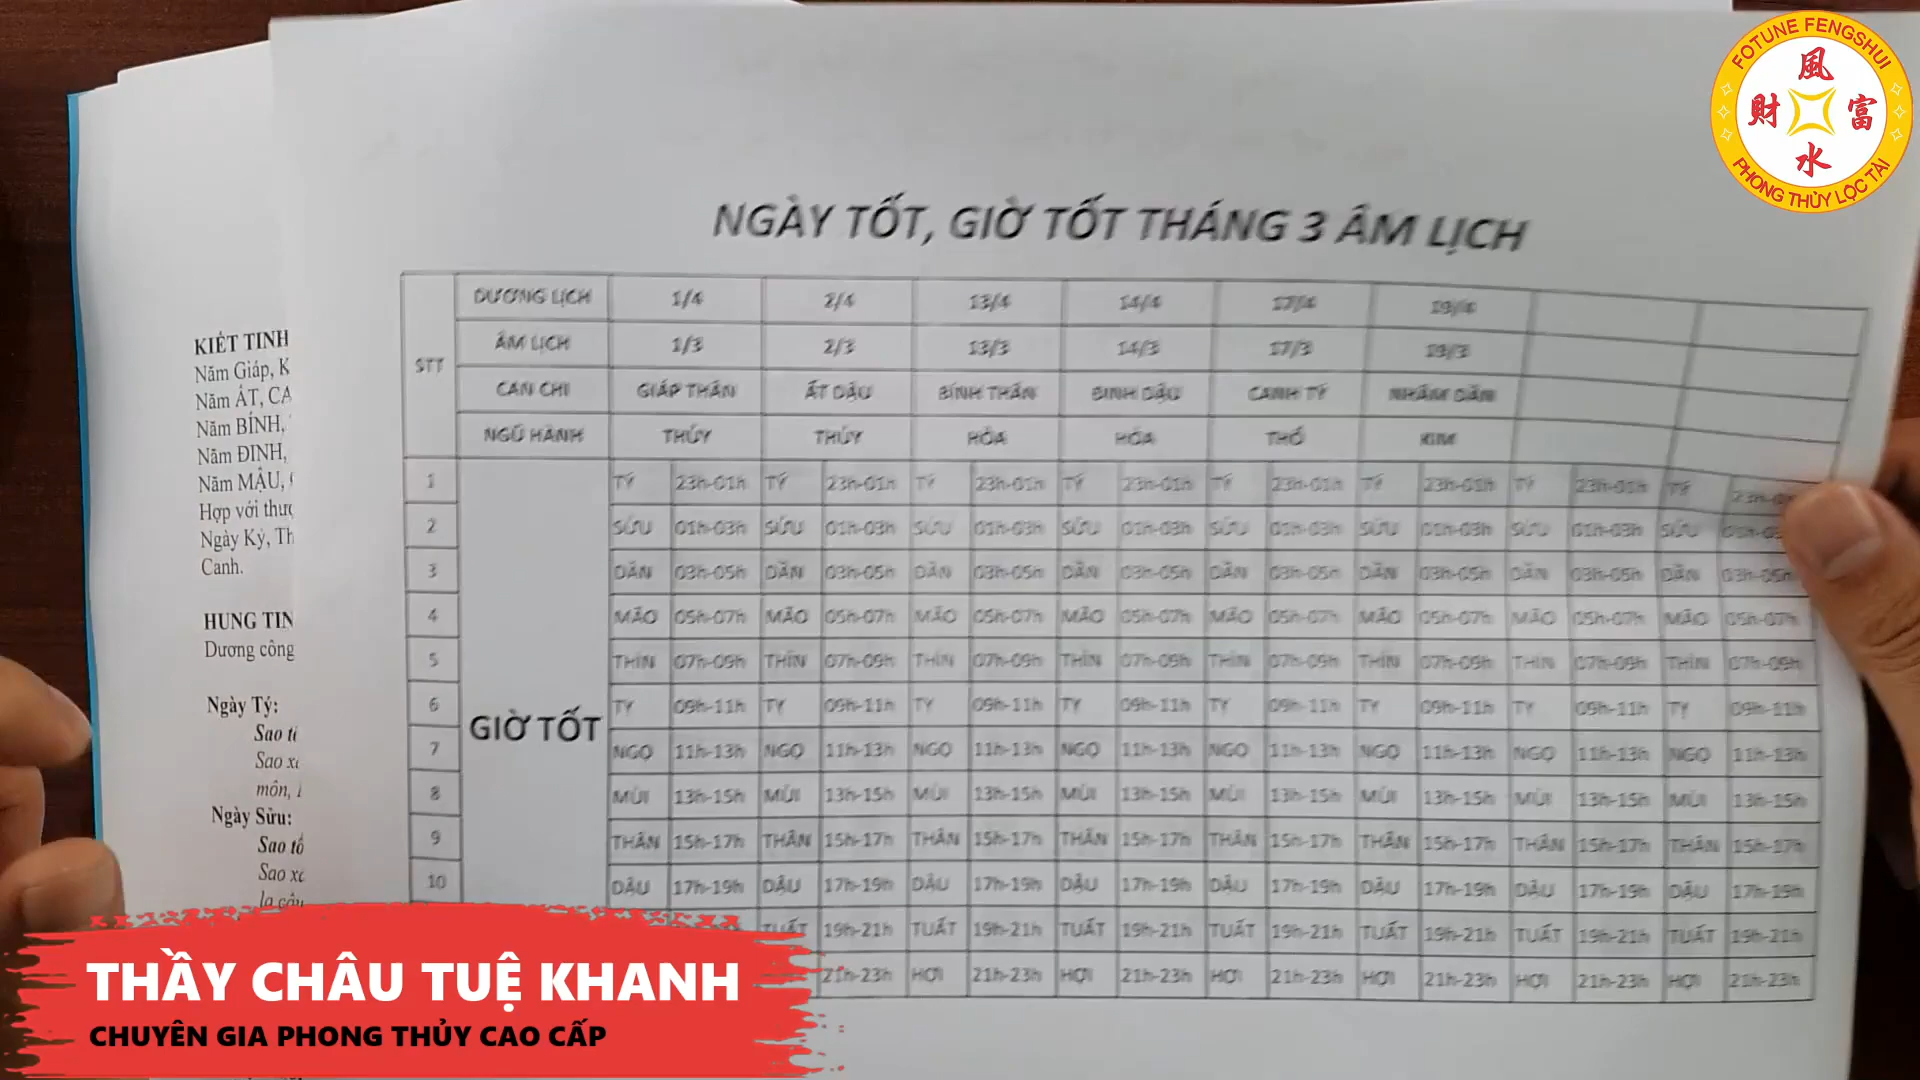 FOTUNE FENGSHUI
風
財 富
水
PHONG THỦY LỘC TÀI
NGÀY TỐT, GIỜ TỐT THÁNG 3 ÂM LỊCH
STT DƯƠNG LỊCH 1/4 2/4 13/4 14/4 17/4 19/4
ÂM LỊCH 1/3 2/3 13/3 14/3 17/3 19/3
CAN CHI GIÁP THÂN ẤT DẬU BÍNH THÂN ĐINH DẬU CANH TÝ NHÂM DẦN
NGŨ HÀNH THỦY THỦY HỎA HỎA THỔ KIM
1 TÝ 23h-01h TÝ 23h-01h TÝ 23h-01h TÝ 23h-01h TÝ 23h-01h TÝ 23h-01h TÝ 23h-01h TÝ
2 SỬU 01h-03h SỬU 01h-03h SỬU 01h-03h SỬU 01h-03h SỬU 01h-03h SỬU 01h-03h SỬU 01h-03h SỬU
3 DẦN 03h-05h DẦN 03h-05h DẦN 03h-05h DẦN 03h-05h DẦN 03h-05h DẦN 03h-05h DẦN 03h-05h DẦN 03h-05h
4 MÃO 05h-07h MÃO 05h-07h MÃO 05h-07h MÃO 05h-07h MÃO 05h-07h MÃO 05h-07h MÃO 05h-07h MÃO 05h-07h
5 THÌN 07h-09h THÌN 07h-09h THÌN 07h-09h THÌN 07h-09h THÌN 07h-09h THÌN 07h-09h THÌN 07h-09h THÌN 07h-09h
6 TỴ 09h-11h TỴ 09h-11h TỴ 09h-11h TỴ 09h-11h TỴ 09h-11h TỴ 09h-11h TỴ 09h-11h TỴ 09h-11h
GIỜ TỐT
7 NGỌ 11h-13h NGỌ 11h-13h NGỌ 11h-13h NGỌ 11h-13h NGỌ 11h-13h NGỌ 11h-13h NGỌ 11h-13h NGỌ 11h-13h
8 MÙI 13h-15h MÙI 13h-15h MÙI 13h-15h MÙI 13h-15h MÙI 13h-15h MÙI 13h-15h MÙI 13h-15h MÙI 13h-15h
9 THÂN 15h-17h THÂN 15h-17h THÂN 15h-17h THÂN 15h-17h THÂN 15h-17h THÂN 15h-17h THÂN 15h-17h THÂN 15h-17h
10 DẬU 17h-19h DẬU 17h-19h DẬU 17h-19h DẬU 17h-19h DẬU 17h-19h DẬU 17h-19h DẬU 17h-19h DẬU 17h-19h
TUẤT 19h-21h TUẤT 19h-21h TUẤT 19h-21h TUẤT 19h-21h TUẤT 19h-21h TUẤT 19h-21h TUẤT 19h-21h
21h-23h HỢI 21h-23h HỢI 21h-23h HỢI 21h-23h HỢI 21h-23h HỢI 21h-23h HỢI 21h-23h
KIẾT TINH
Năm Giáp, K
Năm ẤT, CA
Năm BÍNH,
Năm ĐINH,
Năm MẬU,
Hợp với
Ngày Kỷ, Th
Canh.
HUNG TIN
Dương công
Ngày Tý:
Sao
Sao
môn,
Ngày Sửu:
Sao
Sao
THẦY CHÂU TUỆ KHANH
CHUYÊN GIA PHONG THỦY CAO CẤP